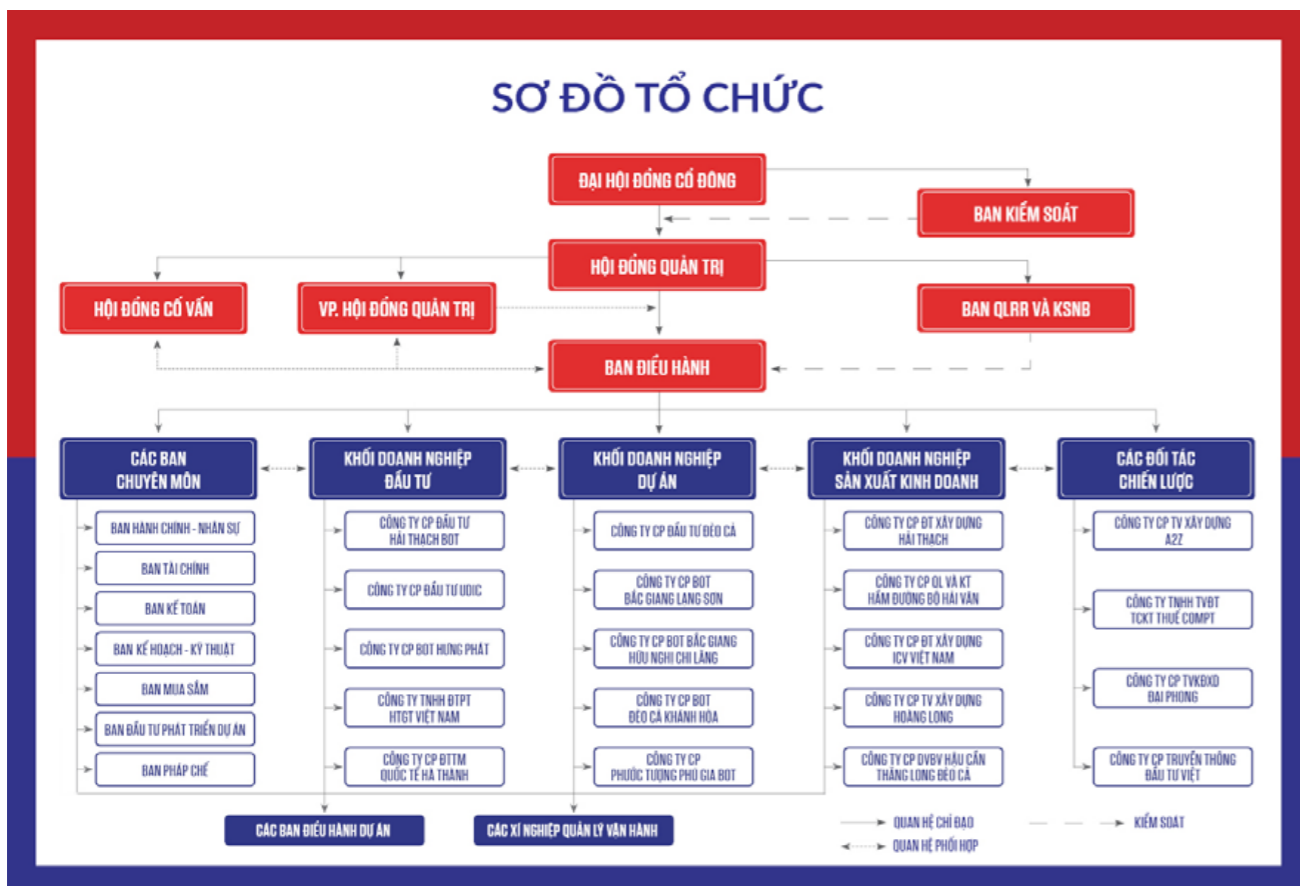 SƠ ĐỒ TỔ CHỨC
ĐẠI HỘI ĐỒNG CỔ ĐÔNG
BAN KIỂM SOÁT
HỘI ĐỒNG QUẢN TRỊ
HỘI ĐỒNG CỐ VẤN
VP. HỘI ĐỒNG QUẢN TRỊ
BAN QLRR VÀ KSNB
BAN ĐIỀU HÀNH
CÁC BAN
CHUYÊN MÔN
KHỐI DOANH NGHIỆP
ĐẦU TƯ
KHỐI DOANH NGHIỆP
DỰ ÁN
KHỐI DOANH NGHIỆP
SẢN XUẤT KINH DOANH
CÁC ĐỐI TÁC
CHIẾN LƯỢC
BAN HÀNH CHÍNH - NHÂN SỰ
BAN TÀI CHÍNH
BAN KẾ TOÁN
BAN KẾ HOẠCH - KỸ THUẬT
BAN MUA SẮM
BAN ĐẦU TƯ PHÁT TRIỂN DỰ ÁN
BAN PHÁP CHẾ
CÔNG TY CP ĐẦU TƯ
HẢI THẠCH BOT
CÔNG TY CP ĐẦU TƯ UDIC
CÔNG TY CP BOT HƯNG PHÁT
CÔNG TY TNHH ĐTPT
HTGT VIỆT NAM
CÔNG TY CP ĐTTM
QUỐC TẾ HÀ THÀNH
CÔNG TY CP ĐẦU TƯ ĐÈO CẢ
CÔNG TY CP BOT
BẮC GIANG LẠNG SƠN
CÔNG TY CP BOT BẮC GIANG
HỮU NGHỊ CHI LĂNG
CÔNG TY CP BOT
ĐÈO CẢ KHÁNH HÒA
CÔNG TY CP
PHƯỚC TƯỢNG PHÚ GIA BOT
CÔNG TY CP ĐT XÂY DỰNG
HẢI THẠCH
CÔNG TY CP QL VÀ KT
HẦM ĐƯỜNG BỘ HẢI VÂN
CÔNG TY CP ĐT XÂY DỰNG
ICV VIỆT NAM
CÔNG TY CP TV XÂY DỰNG
HOÀNG LONG
CÔNG TY CP DVBV HẬU CẦN
THĂNG LONG ĐÈO CẢ
CÔNG TY CP TV XÂY DỰNG
A2Z
CÔNG TY TNHH TVĐT
TCKT THUẾ COMPT
CÔNG TY CP TVKĐXD
ĐẠI PHONG
CÔNG TY CP TRUYỀN THÔNG
ĐẦU TƯ VIỆT
CÁC BAN ĐIỀU HÀNH DỰ ÁN
CÁC XÍ NGHIỆP QUẢN LÝ VẬN HÀNH
QUAN HỆ CHỈ ĐẠO
KIỂM SOÁT
QUAN HỆ PHỐI HỢP